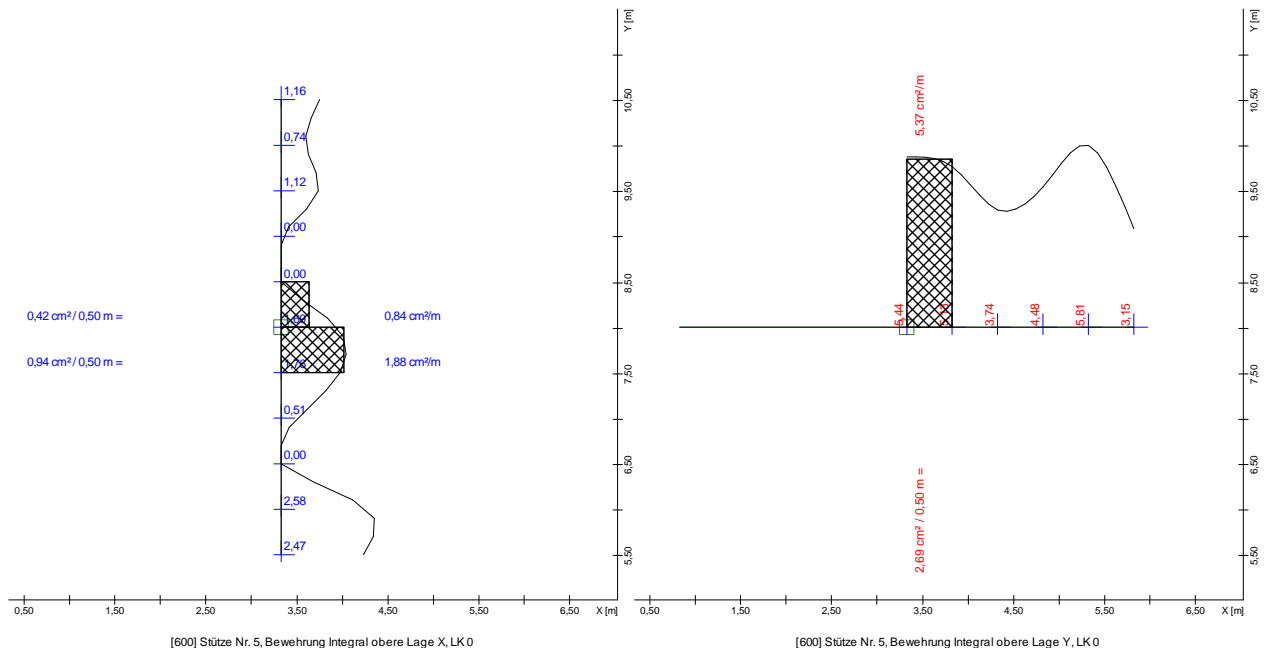 1,16
0,74
1,12
0,00
0,00
0,42 cm² / 0,50 m =
0,84 cm²/m
0,94 cm² / 0,50 m =
1,88 cm²/m
1,76
0,51
0,00
2,58
2,47
Y [m]
10,50
9,50
8,50
7,50
6,50
5,50
0,50 1,50 2,50 3,50 4,50 5,50 6,50 X [m]
[600] Stütze Nr. 5, Bewehrung Integral obere Lage X, LK 0
5,37 cm²/m
5,44
3,74
4,48
5,81
3,15
2,69 cm² / 0,50 m =
Y [m]
10,50
9,50
8,50
7,50
6,50
5,50
0,50 1,50 2,50 3,50 4,50 5,50 6,50 X [m]
[600] Stütze Nr. 5, Bewehrung Integral obere Lage Y, LK 0